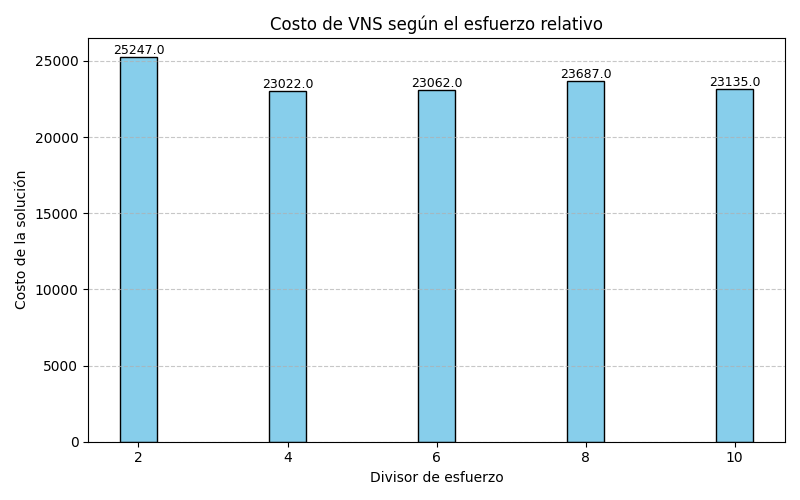 Costo de VNS según el esfuerzo relativo
25247.0
23022.0
23062.0
23687.0
23135.0
Costo de la solución
25000
20000
15000
10000
5000
0
2 4 6 8 10
Divisor de esfuerzo